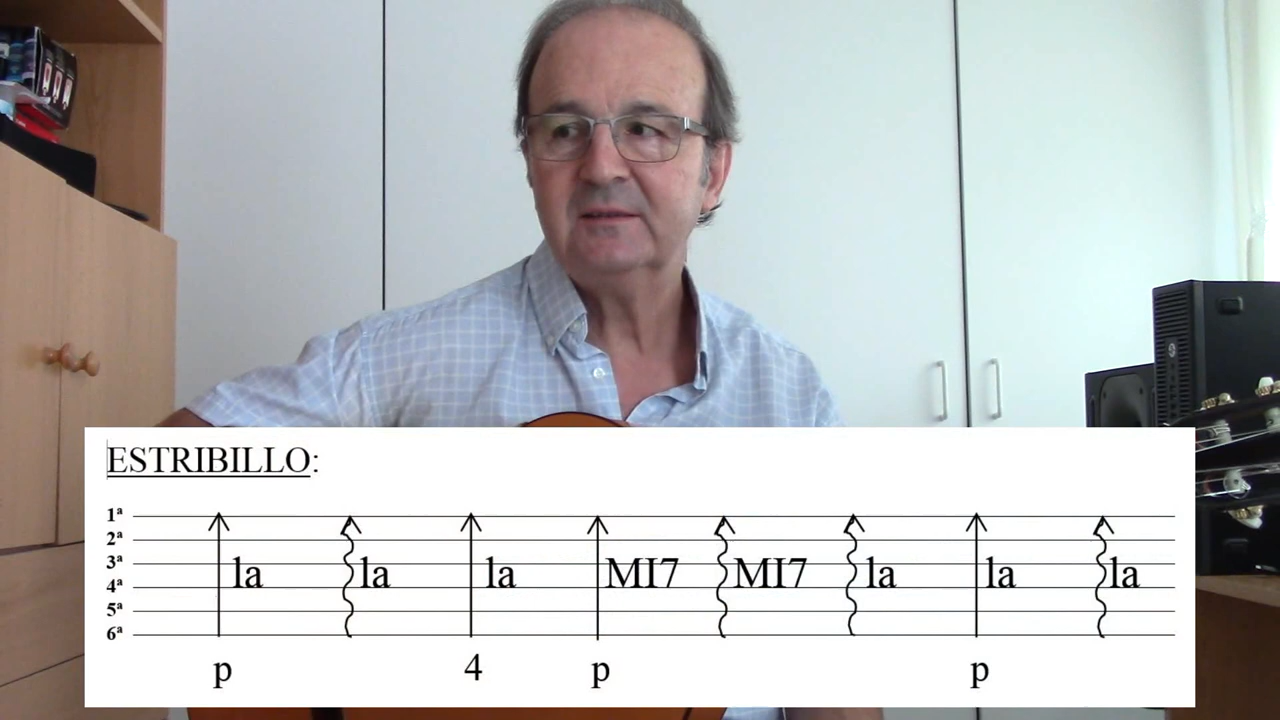 ESTRIBILLO:
1ª
2ª
3ª
4ª
5ª
6ª
la la la MI7 MI7 la la la
p 4 p p